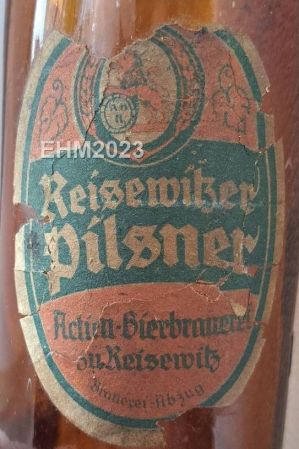 EHM2023
Reisewitzer
Pilsner
Actien-Bierbrauerei
zu Reisewitz
Brauerei-Abzug